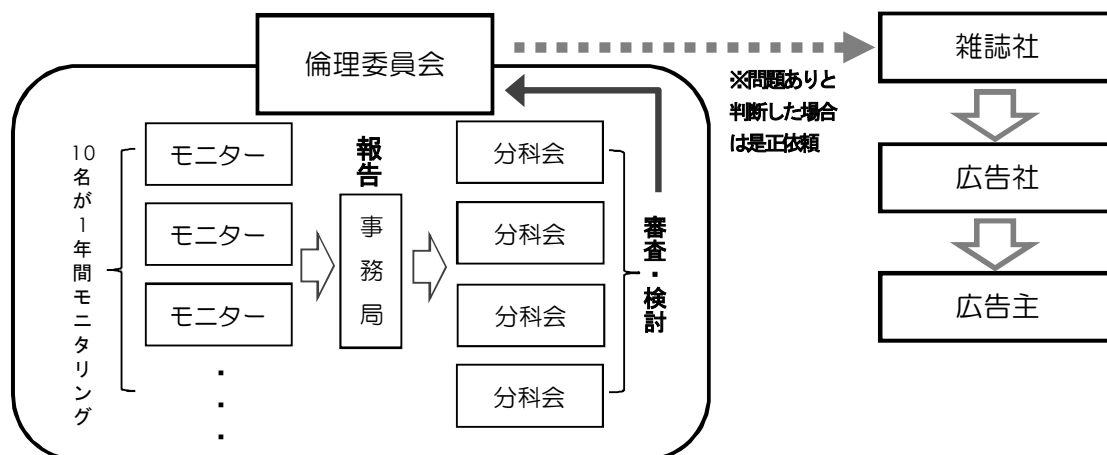 倫理委員会
雑誌社
※問題ありと
判断した場合
は是正依頼
10名が1年間モニタリング
モニター
モニター
モニター
・
・
・
報告
事務局
分科会
分科会
分科会
分科会
審査・検討
広告社
広告主